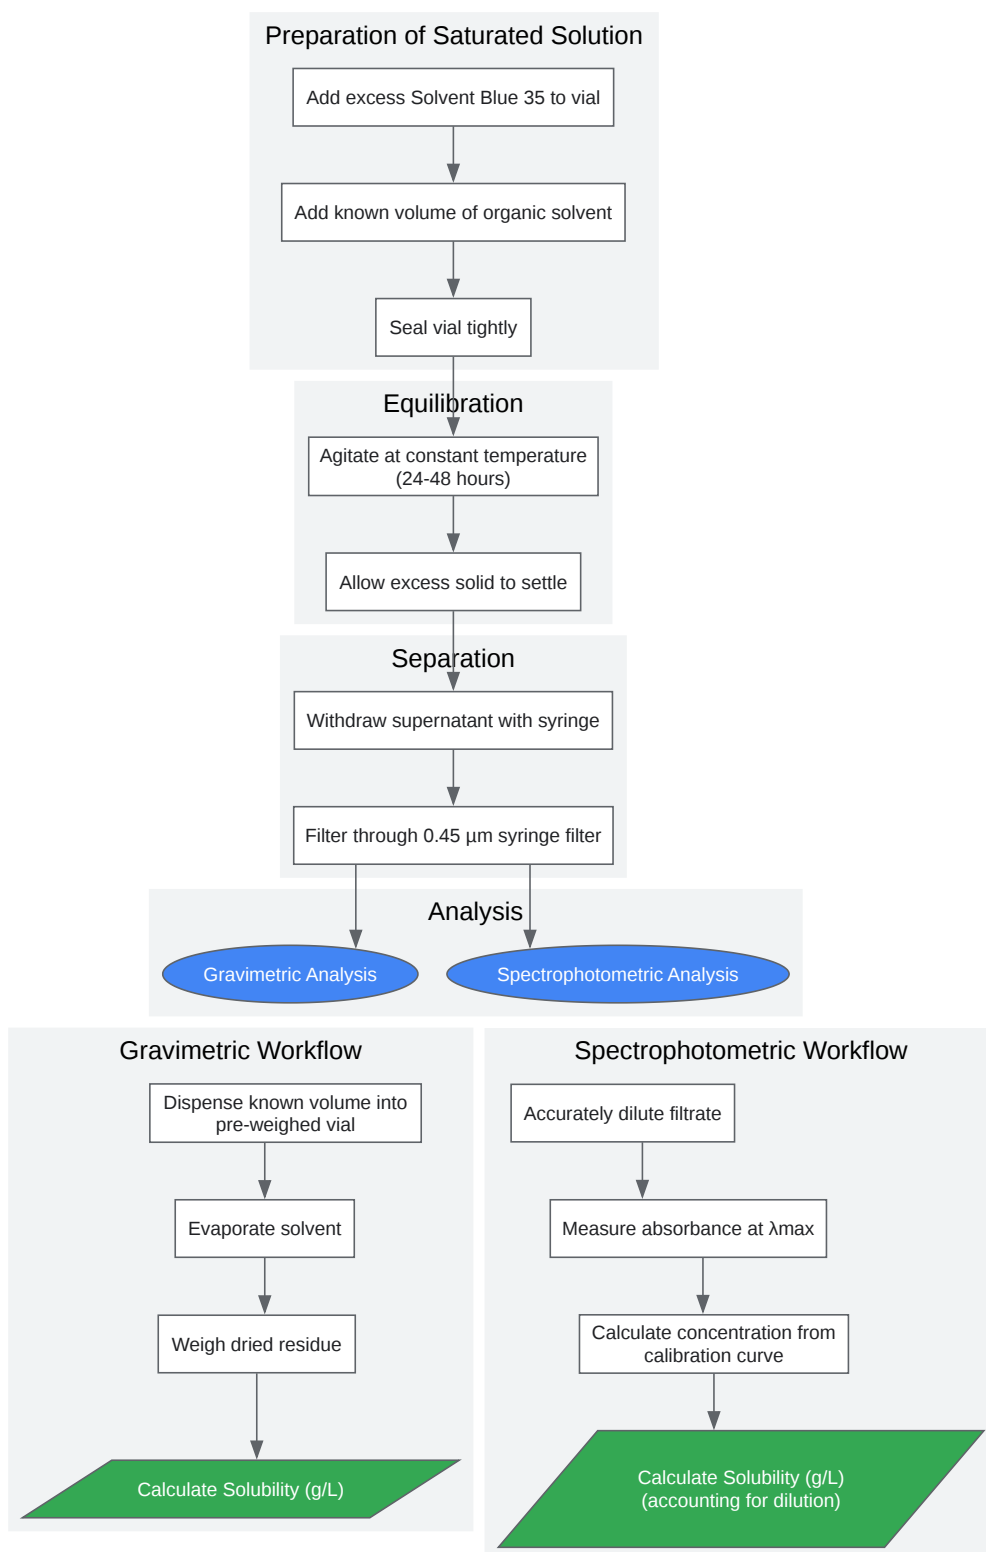 Preparation of Saturated Solution
Add excess Solvent Blue 35 to vial
Add known volume of organic solvent
Seal vial tightly
Equilibration
Agitate at constant temperature
(24-48 hours)
Allow excess solid to settle
Separation
Withdraw supernatant with syringe
Filter through 0.45 µm syringe filter
Analysis
Gravimetric Analysis
Spectrophotometric Analysis
Gravimetric Workflow
Dispense known volume into
pre-weighed vial
Evaporate solvent
Weigh dried residue
Calculate Solubility (g/L)
Spectrophotometric Workflow
Accurately dilute filtrate
Measure absorbance at λmax
Calculate concentration from
calibration curve
Calculate Solubility (g/L)
(accounting for dilution)